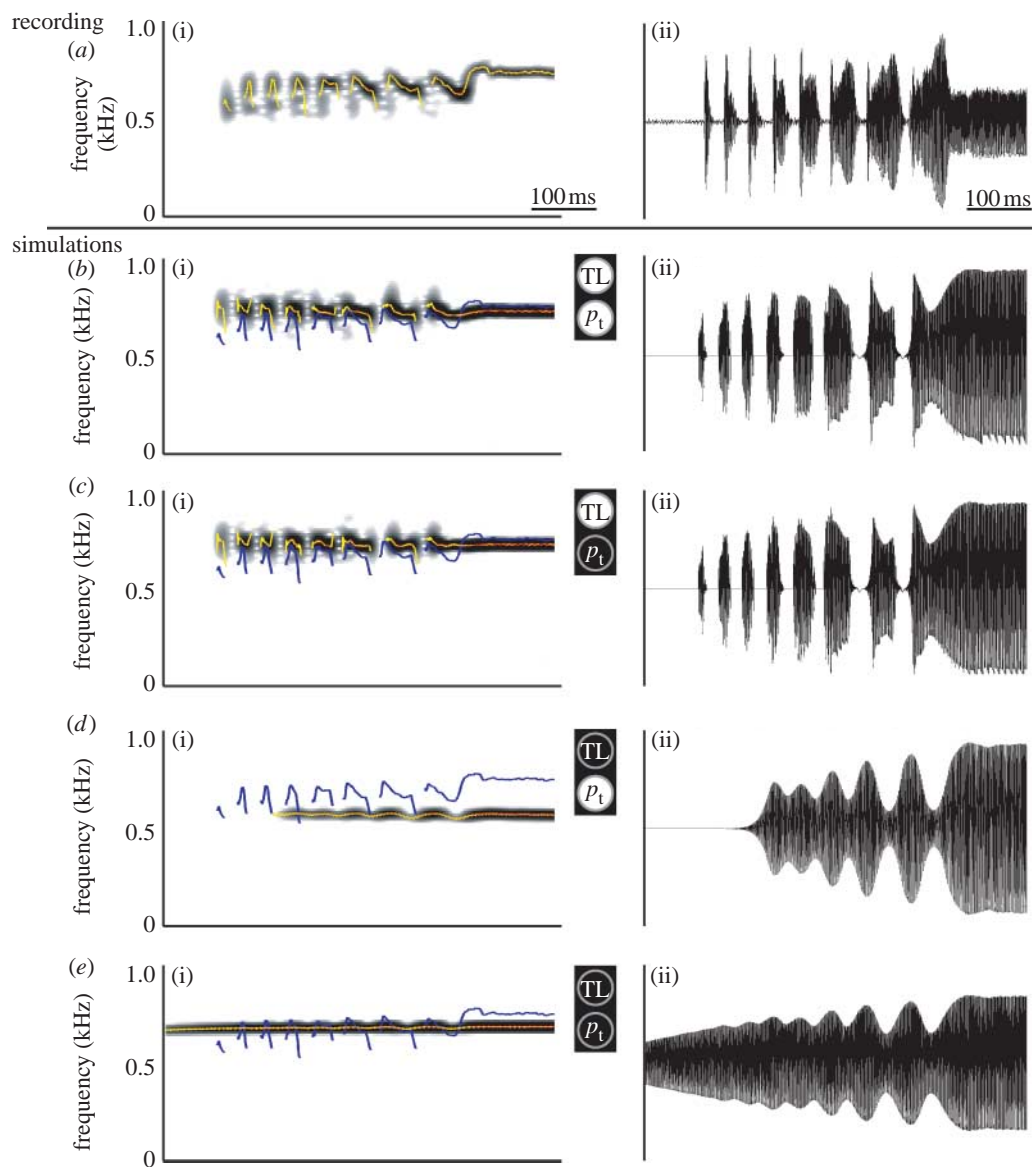 recording
(a)
(i)
(ii)
frequency
(kHz)
1.0
0.5
0
100 ms
100 ms
simulations
(b)
(i)
(ii)
frequency (kHz)
1.0
0.5
0
TL
pt
(c)
(i)
(ii)
frequency (kHz)
1.0
0.5
0
TL
pt
(d)
(i)
(ii)
frequency (kHz)
1.0
0.5
0
TL
pt
(e)
(i)
(ii)
frequency (kHz)
1.0
0.5
0
TL
pt